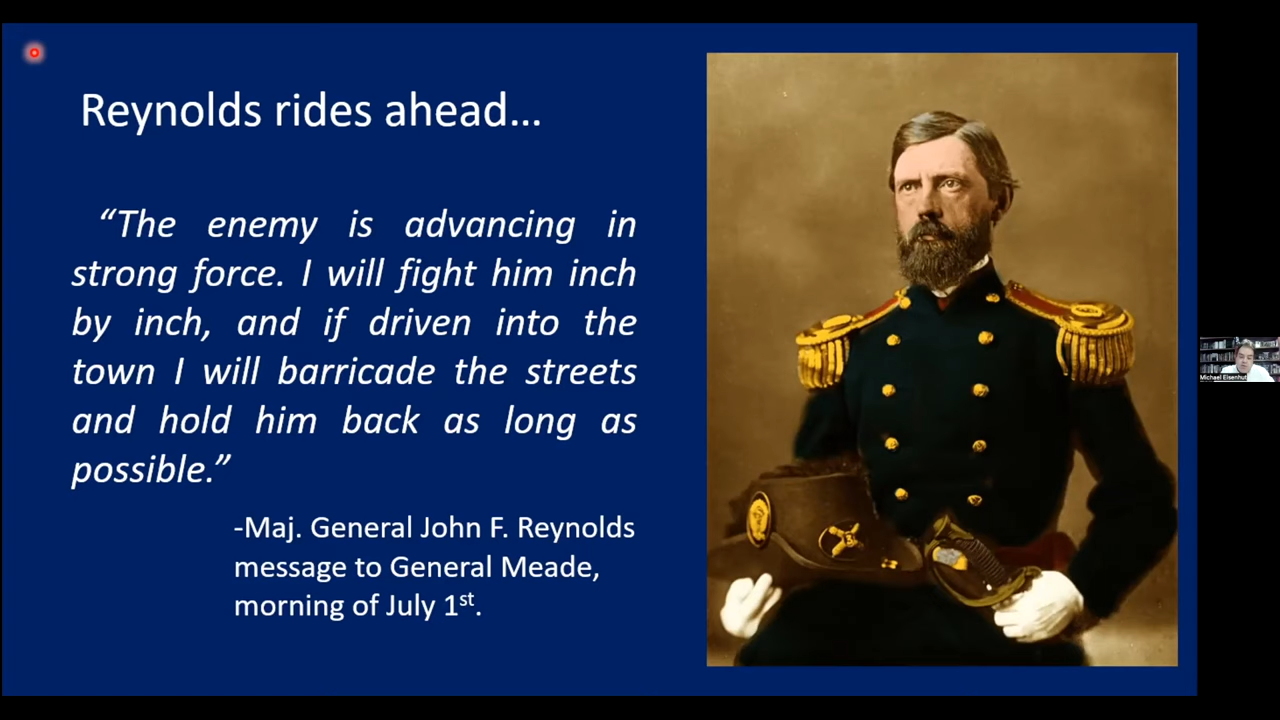 Reynolds rides ahead...
“The enemy is advancing in
strong force. I will fight him inch
by inch, and if driven into the
town I will barricade the streets
and hold him back as long as
possible.”
-Maj. General John F. Reynolds
message to General Meade,
morning of July 1st.
Michael Eisenhut